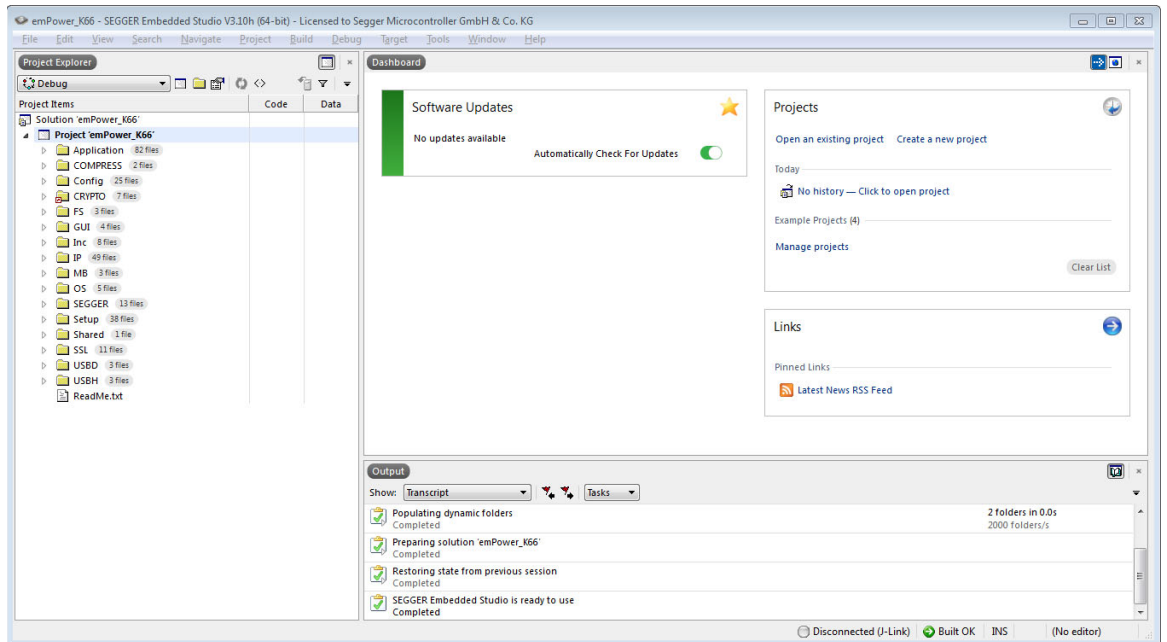 emPower_K66 - SEGGER Embedded Studio V3.10h (64-bit) - Licensed to Segger Microcontroller GmbH & Co. KG
File Edit View Search Navigate Project Build Debug Target Tools Window Help
Project Explorer
Debug
Project Items Code Data
Solution 'emPower_K66'
Project 'emPower_K66'
Application 82 files
COMPRESS 2 files
Config 25 files
CRYPTO 7 files
FS 3 files
GUI 4 files
Inc 8 files
IP 49 files
MB 3 files
OS 5 files
SEGGER 13 files
Setup 38 files
Shared 1 file
SSL 11 files
USBD 3 files
USBH 3 files
ReadMe.txt
Dashboard
Software Updates
No updates available
Automatically Check For Updates
Projects
Open an existing project Create a new project
Today
No history — Click to open project
Example Projects (4)
Manage projects
Clear List
Links
Pinned Links
Latest News RSS Feed
Output
Show: Transcript Tasks
Populating dynamic folders 2 folders in 0.0s
Completed 2000 folders/s
Preparing solution 'emPower_K66'
Completed
Restoring state from previous session
Completed
SEGGER Embedded Studio is ready to use
Completed
Disconnected (J-Link) Built OK INS (No editor)